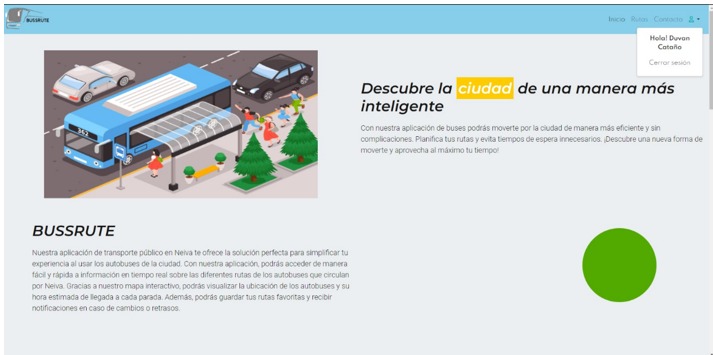 BUSSRUTE
Inicio Rutas Contacto
Hola! Duvan
Cataño
Cerrar sesión
362
Descubre la ciudad de una manera más
inteligente
Con nuestra aplicación de buses podrás moverte por la ciudad de manera más eficiente y sin
complicaciones. Planifica tus rutas y evita tiempos de espera innecesarios. ¡Descubre una nueva forma de
moverte y aprovecha al máximo tu tiempo!
BUSSRUTE
Nuestra aplicación de transporte público en Neiva te ofrece la solución perfecta para simplificar tu
experiencia al usar los autobuses de la ciudad. Con nuestra aplicación, podrás acceder de manera
fácil y rápida a información en tiempo real sobre las diferentes rutas de los autobuses que circulan
por Neiva. Gracias a nuestro mapa interactivo, podrás visualizar la ubicación de los autobuses y su
hora estimada de llegada a cada parada. Además, podrás guardar tus rutas favoritas y recibir
notificaciones en caso de cambios o retrasos.